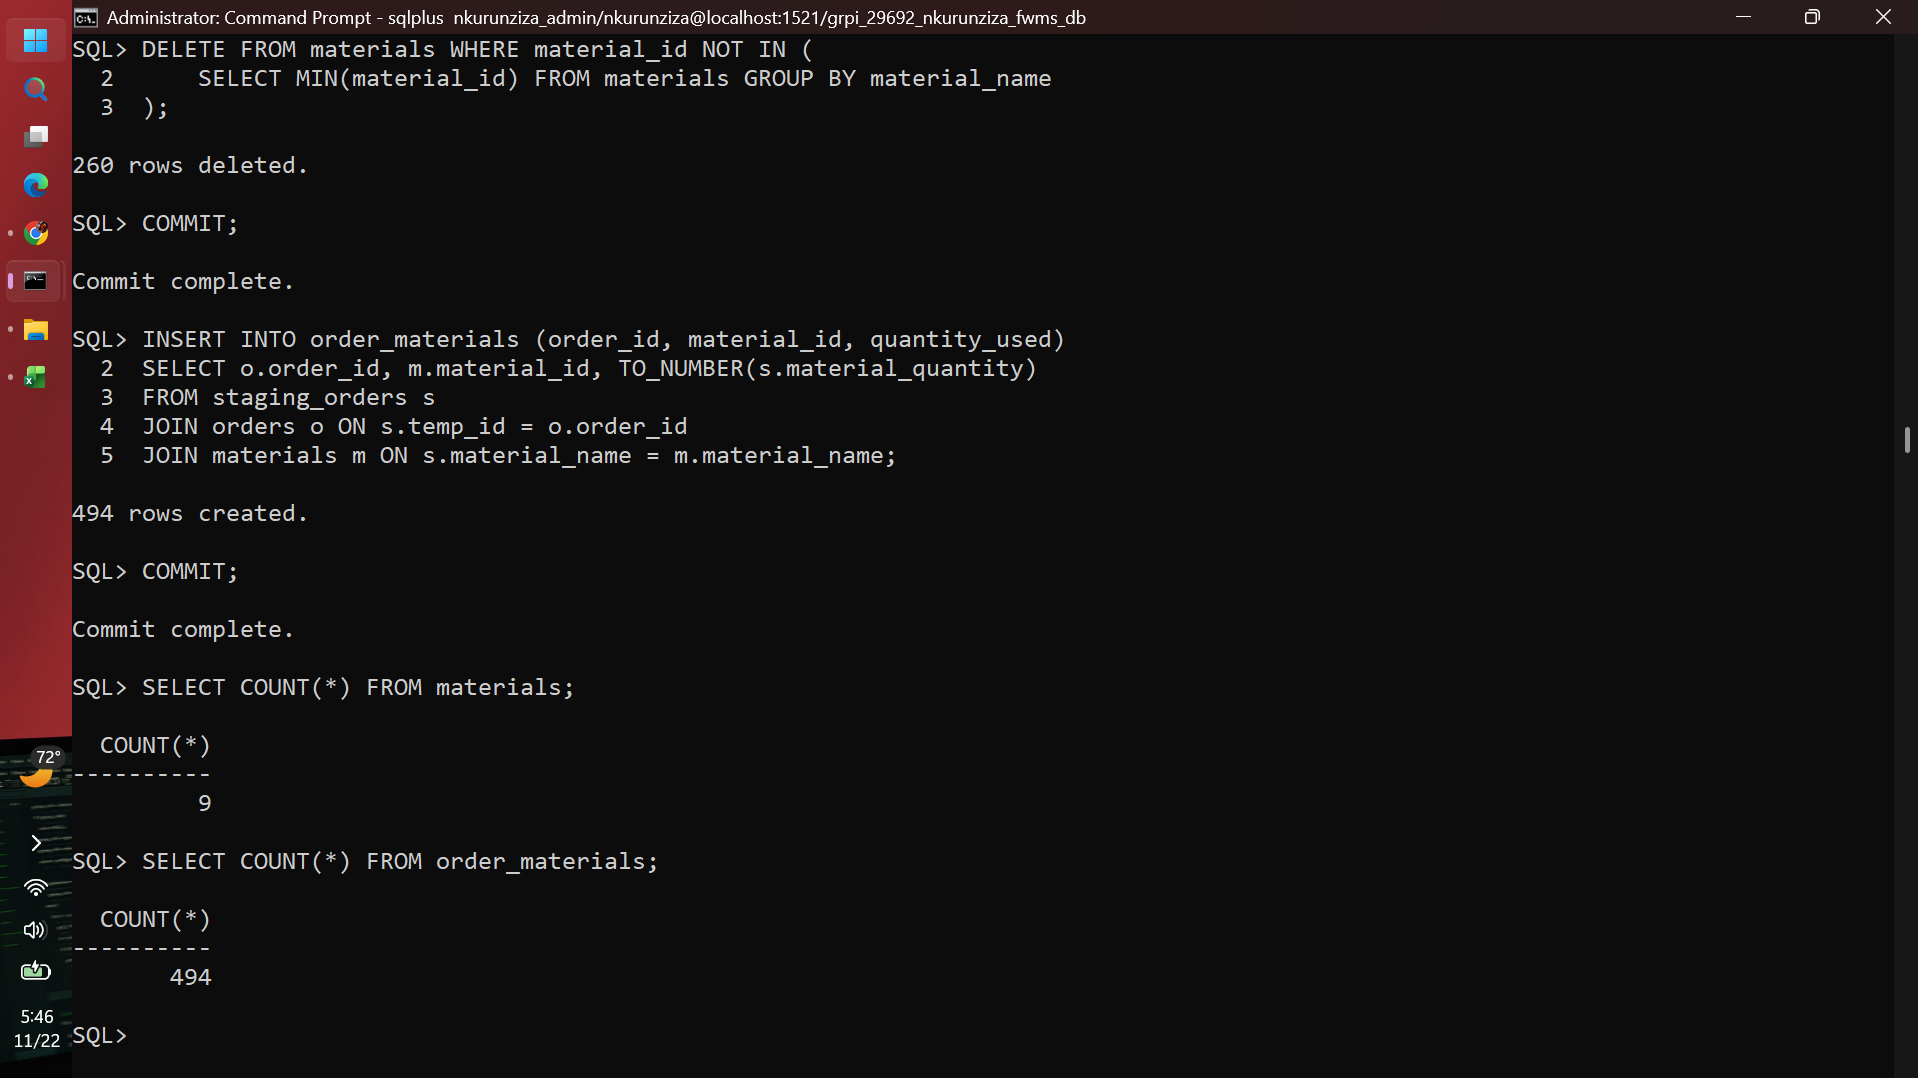 Administrator: Command Prompt - sqlplus  nkurunziza_admin/nkurunziza@localhost:1521/grpi_29692_nkurunziza_fwms_db
SQL> DELETE FROM materials WHERE material_id NOT IN (
  2      SELECT MIN(material_id) FROM materials GROUP BY material_name
  3  );
260 rows deleted.
SQL> COMMIT;
Commit complete.
SQL> INSERT INTO order_materials (order_id, material_id, quantity_used)
  2  SELECT o.order_id, m.material_id, TO_NUMBER(s.material_quantity)
  3  FROM staging_orders s
  4  JOIN orders o ON s.temp_id = o.order_id
  5  JOIN materials m ON s.material_name = m.material_name;
494 rows created.
SQL> COMMIT;
Commit complete.
SQL> SELECT COUNT(*) FROM materials;
  COUNT(*)
----------
         9
SQL> SELECT COUNT(*) FROM order_materials;
  COUNT(*)
----------
       494
SQL>
72°
5:46
11/22